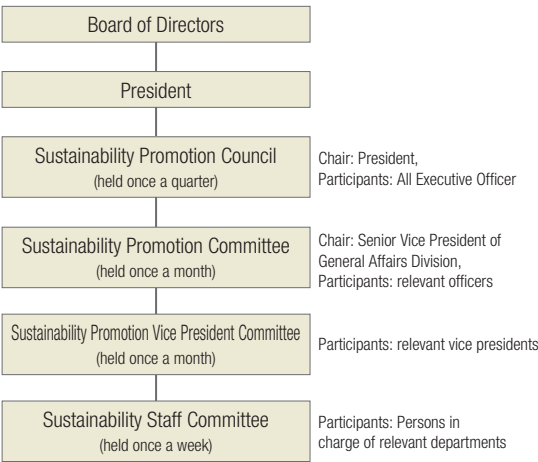 Board of Directors
President
Sustainability Promotion Council
(held once a quarter)
Chair: President,
Participants: All Executive Officer
Sustainability Promotion Committee
(held once a month)
Chair: Senior Vice President of
General Affairs Division,
Participants: relevant officers
Sustainability Promotion Vice President Committee
(held once a month)
Participants: relevant vice presidents
Sustainability Staff Committee
(held once a week)
Participants: Persons in
charge of relevant departments